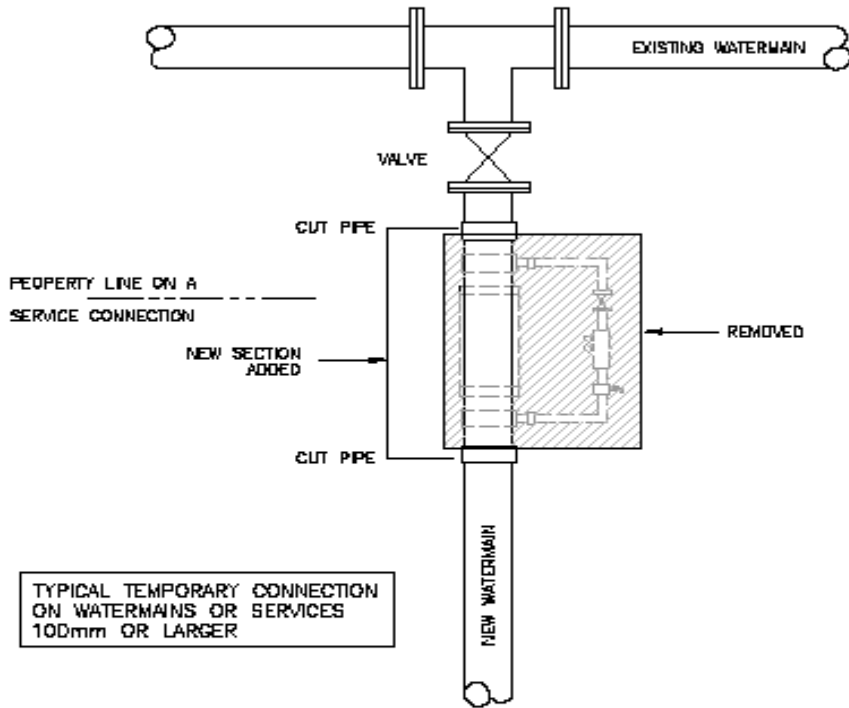 EXISTING WATERMAIN
VALVE
CUT PIPE
PROPERTY LINE ON A
SERVICE CONNECTION
NEW SECTION
ADDED
REMOVED
CUT PIPE
NEW WATERMAIN
TYPICAL TEMPORARY CONNECTION
ON WATERMAINS OR SERVICES
100mm OR LARGER